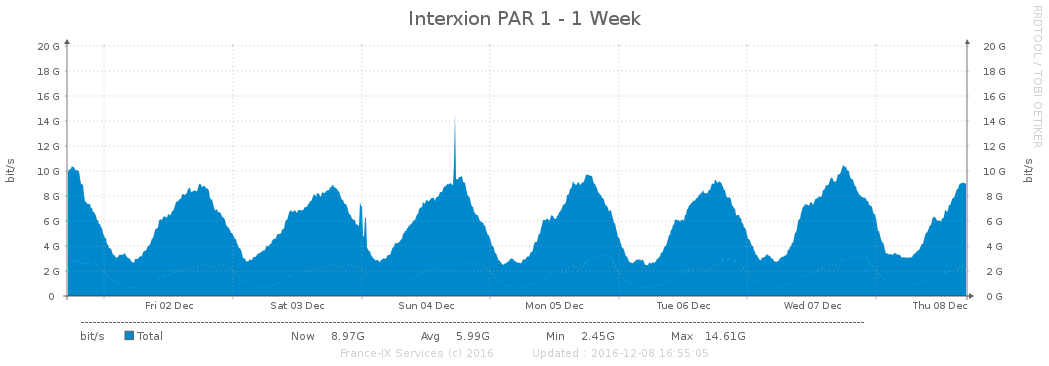 Interxion PAR 1 - 1 Week
RRDTOOL / TOBI OETIKER
20 G 20 G
18 G 18 G
16 G 16 G
14 G 14 G
12 G 12 G
10 G 10 G
8 G 8 G
6 G 6 G
4 G 4 G
2 G 2 G
0 0 G
bit/s
bit/s
Fri 02 Dec Sat 03 Dec Sun 04 Dec Mon 05 Dec Tue 06 Dec Wed 07 Dec Thu 08 Dec
bit/s Total Now 8.97G Avg 5.99G Min 2.45G Max 14.61G
France-IX Services (c) 2016 Updated : 2016-12-08 16:55:05